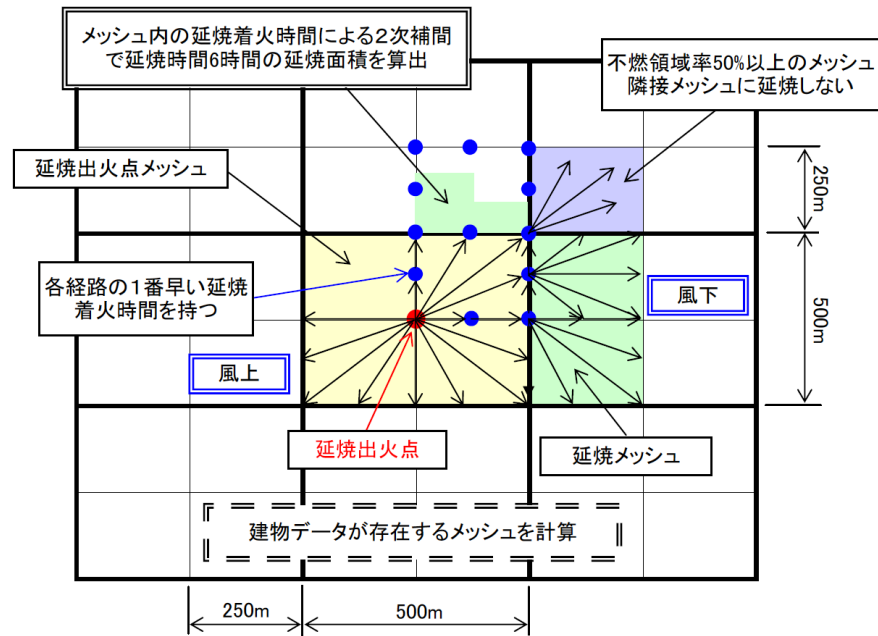 メッシュ内の延焼着火時間による2次補間
で延焼時間6時間の延焼面積を算出
不燃領域率50%以上のメッシュ
隣接メッシュに延焼しない
延焼出火点メッシュ
250m
各経路の1番早い延焼
着火時間を持つ
風下
500m
風上
延焼出火点
延焼メッシュ
建物データが存在するメッシュを計算
250m
500m